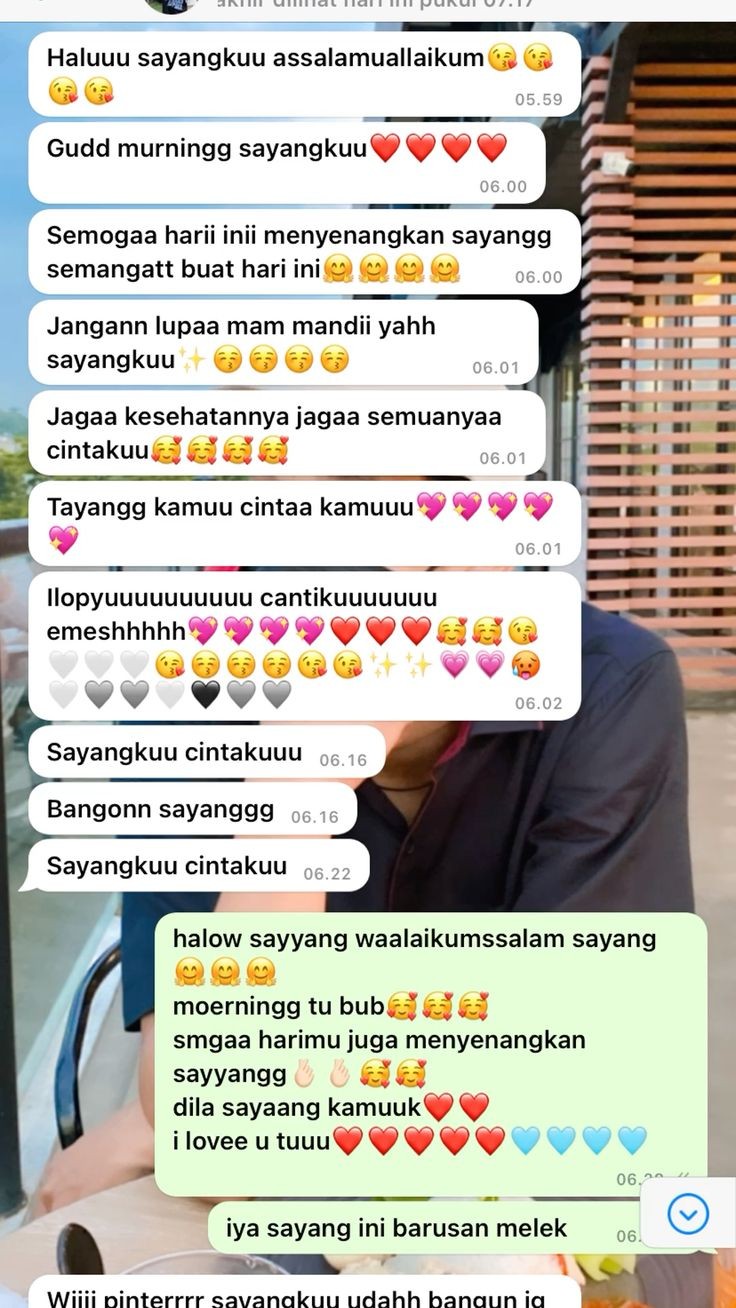 akhir dilihat hari ini pukul 07.17
Haluuu sayangkuu assalamuallaikum😘😘
😘😘
05.59
Gudd murningg sayangkuu❤️❤️❤️❤️
06.00
Semogaa harii inii menyenangkan sayangg
semangatt buat hari ini🤗🤗🤗🤗
06.00
Jangann lupaa mam mandii yahh
sayangkuu✨😚😚😚😚
06.01
Jagaa kesehatannya jagaa semuanyaa
cintakuu🥰🥰🥰🥰
06.01
Tayangg kamuu cintaa kamuuu💖💖💖💖
💖
06.01
Ilopyuuuuuuuuuu cantikuuuuuuu
emeshhhhh💖💖💖💖❤️❤️❤️🥰🥰😘
🤍🤍🤍😘😚😚😚😘😘✨✨💗💗🥵
🤍🩶🩶🤍🖤🩶🩶
06.02
Sayangkuu cintakuuu
06.16
Bangonn sayanggg
06.16
Sayangkuu cintakuu
06.22
halow sayyang waalaikumssalam sayang
🤗🤗🤗
moerningg tu bub🥰🥰🥰
smgaa harimu juga menyenangkan
sayyangg🫰🏻🫰🏻🥰🥰
dila sayaang kamuuk❤️❤️
i lovee u tuuu❤️❤️❤️❤️❤️🩵🩵🩵🩵
iya sayang ini barusan melek
Wiiii pinterrrr sayangkuu udahh bangun ig